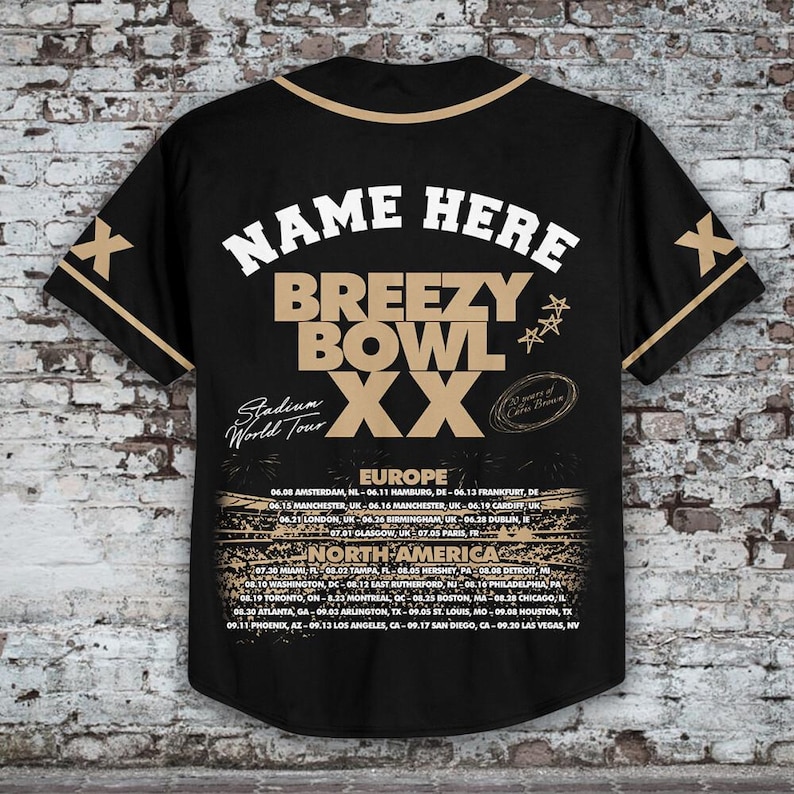 NAME HERE
BREEZY
BOWL
XX
X
X
Stadium
World Tour
20 years of
Chris Brown
EUROPE
06.08 AMSTERDAM, NL – 06.11 HAMBURG, DE – 06.13 FRANKFURT, DE
06.15 MANCHESTER, UK – 06.16 MANCHESTER, UK – 06.19 CARDIFF, UK
06.21 LONDON, UK – 06.26 BIRMINGHAM, UK – 06.28 DUBLIN, IE
07.01 GLASGOW, UK – 07.05 PARIS, FR
NORTH AMERICA
07.30 MIAMI, FL – 08.02 TAMPA, FL – 08.05 HERSHEY, PA – 08.08 DETROIT, MI
08.10 WASHINGTON, DC – 08.12 EAST RUTHERFORD, NJ – 08.16 PHILADELPHIA, PA
08.19 TORONTO, ON – 8.23 MONTREAL, QC – 08.25 BOSTON, MA – 08.28 CHICAGO, IL
08.30 ATLANTA, GA – 09.03 ARLINGTON, TX – 09.05 ST. LOUIS, MO – 09.08 HOUSTON, TX
09.11 PHOENIX, AZ – 09.13 LOS ANGELES, CA – 09.17 SAN DIEGO, CA – 09.20 LAS VEGAS, NV